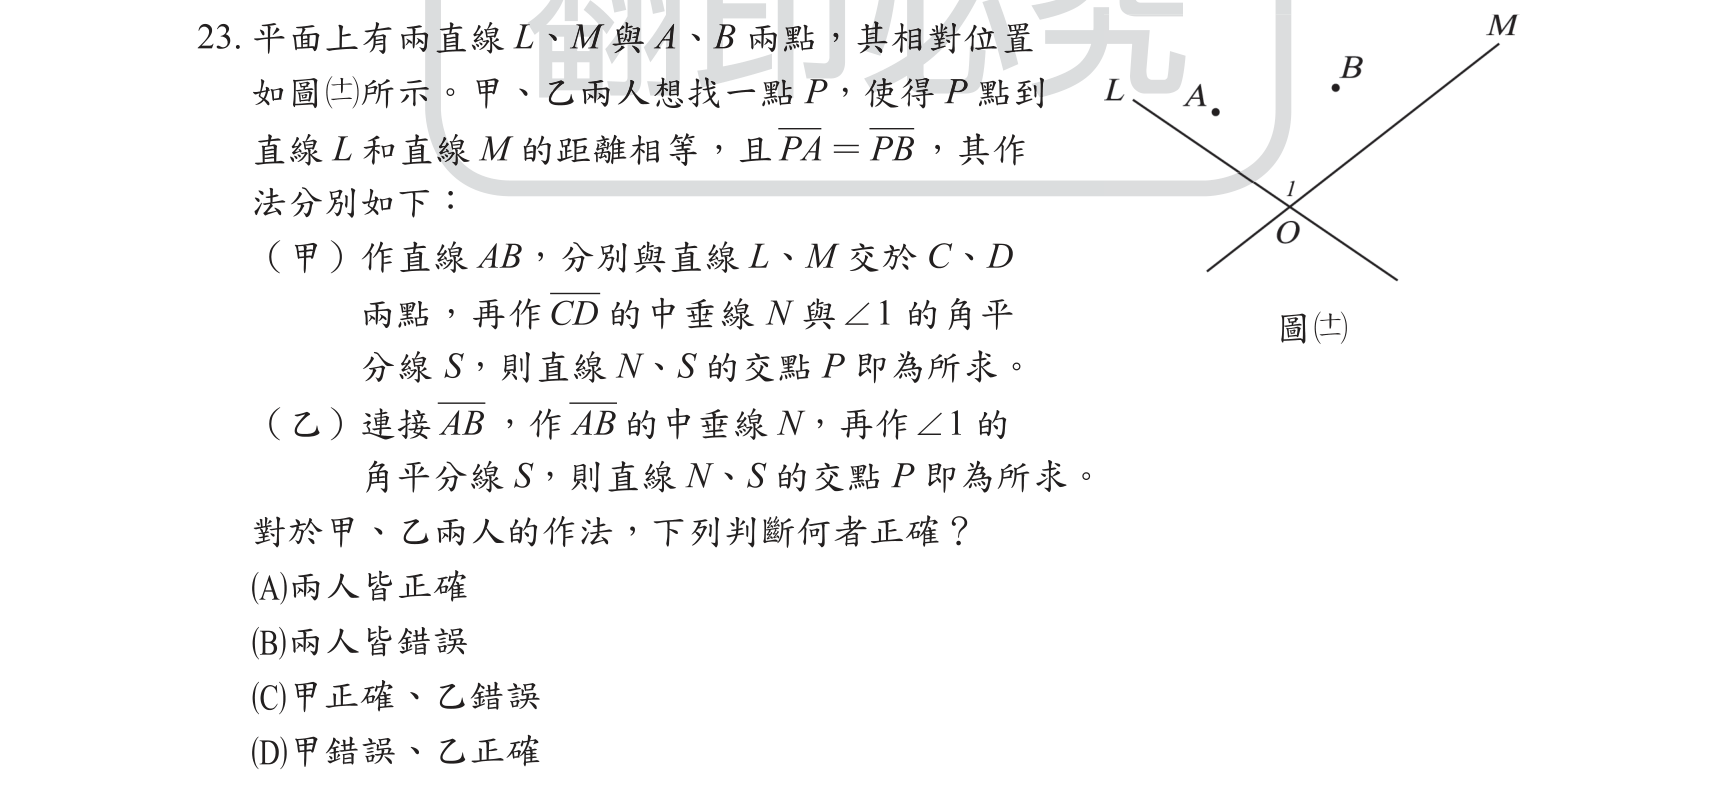 翻印必究
23. 平面上有兩直線 L、M 與 A、B 兩點，其相對位置
如圖㈩㈡所示。甲、乙兩人想找一點 P，使得 P 點到
直線 L 和直線 M 的距離相等，且 PA＝PB，其作
法分別如下：
（甲）作直線 AB，分別與直線 L、M 交於 C、D
兩點，再作 CD 的中垂線 N 與∠1 的角平
分線 S，則直線 N、S 的交點 P 即為所求。
（乙）連接 AB，作 AB 的中垂線 N，再作∠1 的
角平分線 S，則直線 N、S 的交點 P 即為所求。
對於甲、乙兩人的作法，下列判斷何者正確？
(A)兩人皆正確
(B)兩人皆錯誤
(C)甲正確、乙錯誤
(D)甲錯誤、乙正確
M
B
L
A
1
O
圖(十二)